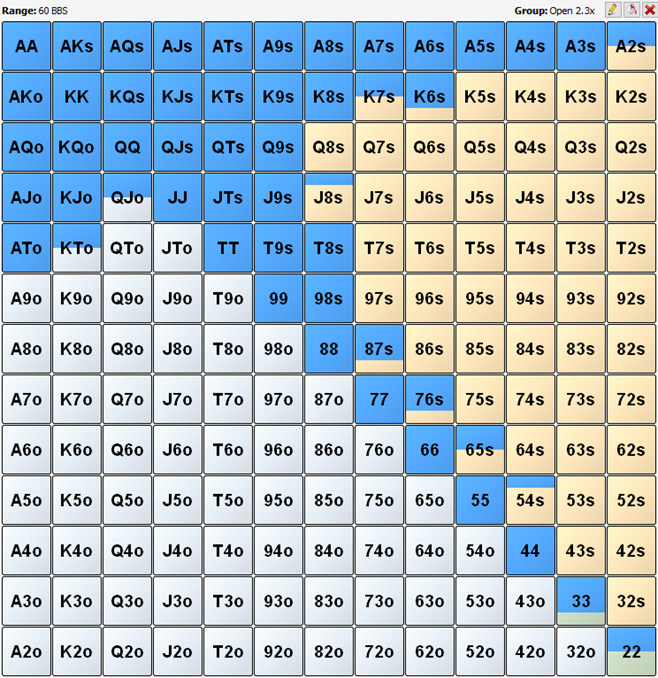 Range: 60 BBS Group: Open 2.3x
AA AKs AQs AJs ATs A9s A8s A7s A6s A5s A4s A3s A2s
AKo KK KQs KJs KTs K9s K8s K7s K6s K5s K4s K3s K2s
AQo KQo QQ QJs QTs Q9s Q8s Q7s Q6s Q5s Q4s Q3s Q2s
AJo KJo QJo JJ JTs J9s J8s J7s J6s J5s J4s J3s J2s
ATo KTo QTo JTo TT T9s T8s T7s T6s T5s T4s T3s T2s
A9o K9o Q9o J9o T9o 99 98s 97s 96s 95s 94s 93s 92s
A8o K8o Q8o J8o T8o 98o 88 87s 86s 85s 84s 83s 82s
A7o K7o Q7o J7o T7o 97o 87o 77 76s 75s 74s 73s 72s
A6o K6o Q6o J6o T6o 96o 86o 76o 66 65s 64s 63s 62s
A5o K5o Q5o J5o T5o 95o 85o 75o 65o 55 54s 53s 52s
A4o K4o Q4o J4o T4o 94o 84o 74o 64o 54o 44 43s 42s
A3o K3o Q3o J3o T3o 93o 83o 73o 63o 53o 43o 33 32s
A2o K2o Q2o J2o T2o 92o 82o 72o 62o 52o 42o 32o 22